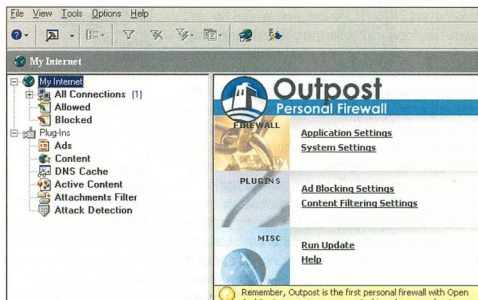 File View Tools Options Help
My Internet
My Internet
All Connections (1)
Allowed
Blocked
Plug-Ins
Ads
Content
DNS Cache
Active Content
Attachments Filter
Attack Detection
Outpost
Personal Firewall
FIREWALL
Application Settings
System Settings
PLUGINS
Ad Blocking Settings
Content Filtering Settings
MISC
Run Update
Help
Remember, Outpost is the first personal firewall with Open